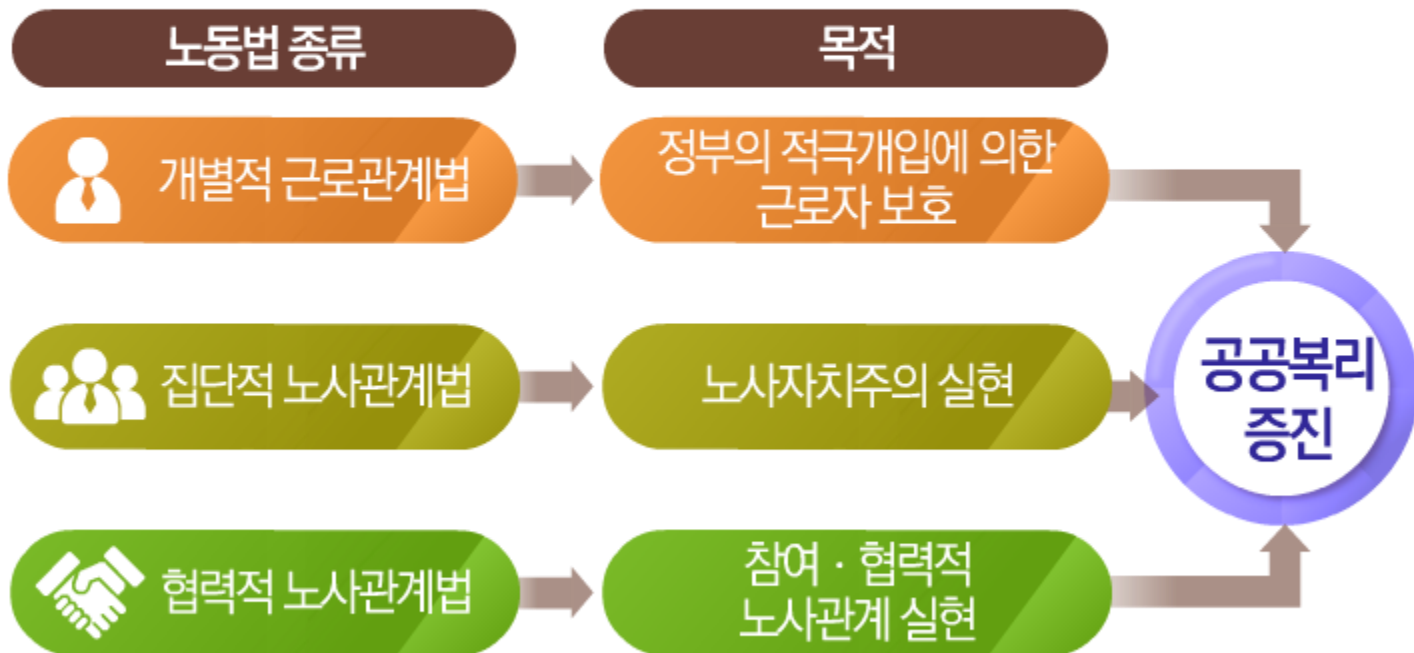 노동법 종류
목적
개별적 근로관계법
정부의 적극개입에 의한
근로자 보호
집단적 노사관계법
노사자치주의 실현
협력적 노사관계법
참여 · 협력적
노사관계 실현
공공복리
증진